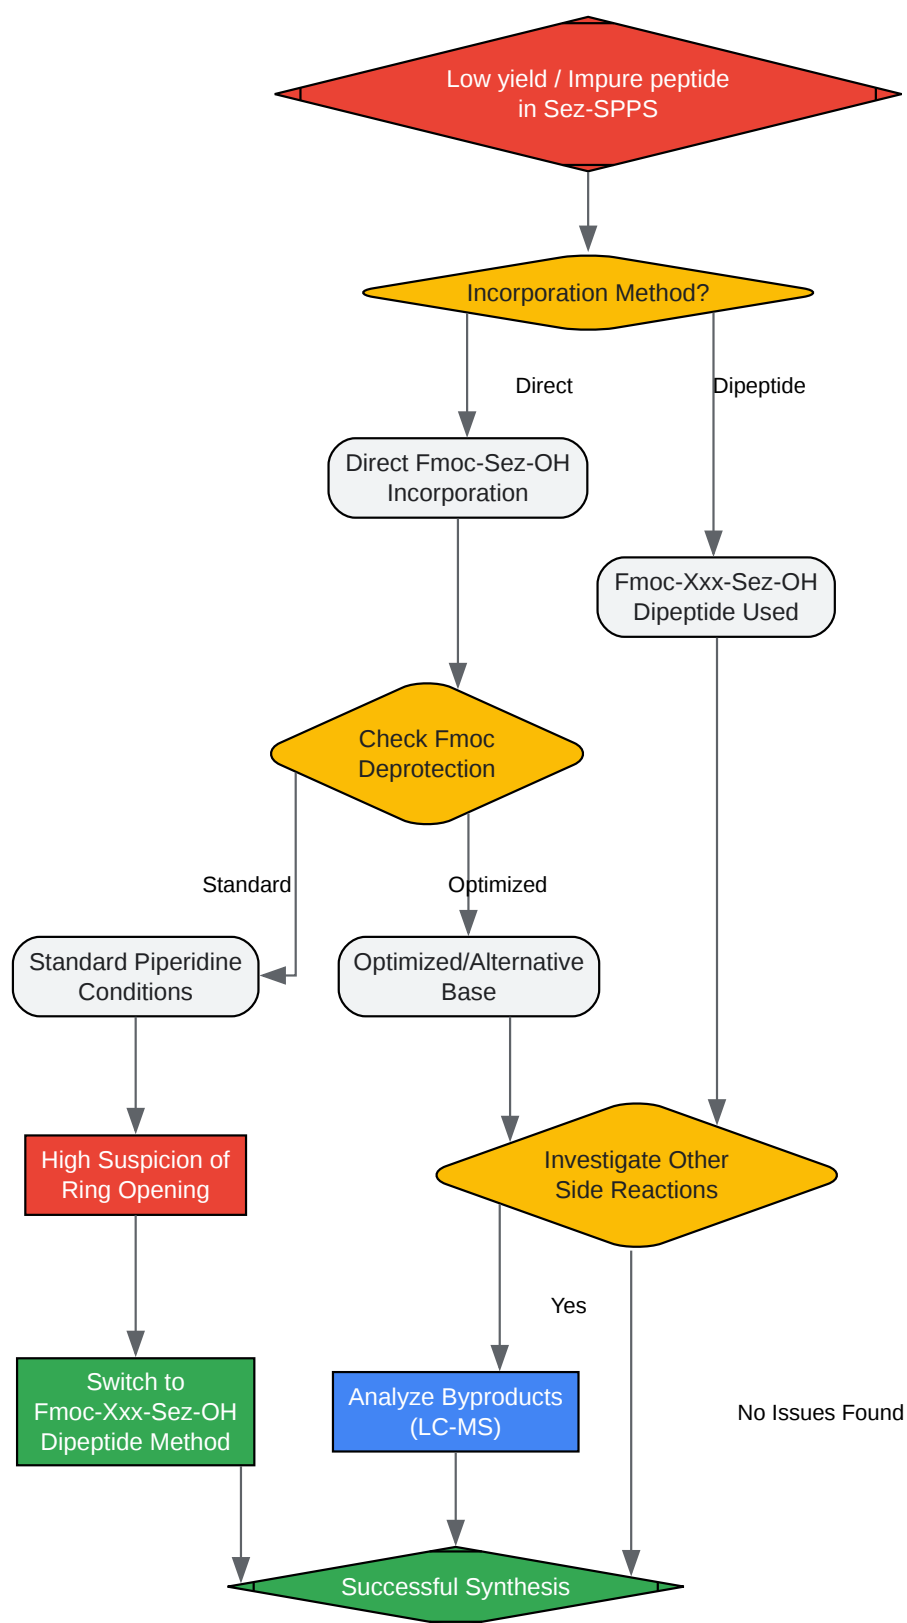 Low yield / Impure peptide
in Sez-SPPS
Incorporation Method?
Direct
Dipeptide
Direct Fmoc-Sez-OH
Incorporation
Fmoc-Xxx-Sez-OH
Dipeptide Used
Check Fmoc
Deprotection
Standard
Optimized
Standard Piperidine
Conditions
Optimized/Alternative
Base
High Suspicion of
Ring Opening
Investigate Other
Side Reactions
Yes
Switch to
Fmoc-Xxx-Sez-OH
Dipeptide Method
Analyze Byproducts
(LC-MS)
No Issues Found
Successful Synthesis